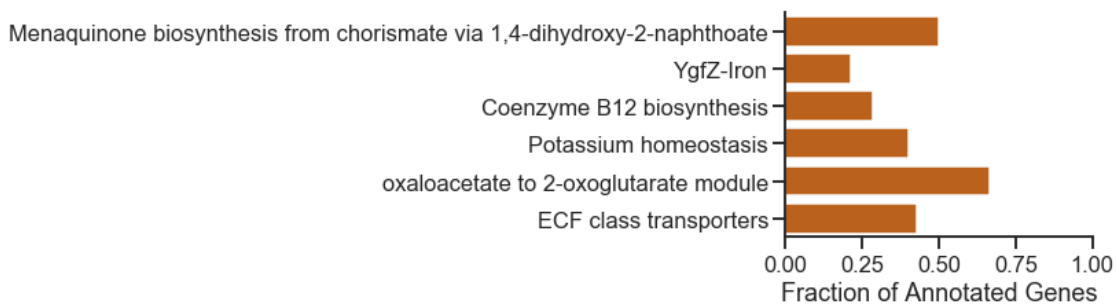 Menaquinone biosynthesis from chorismate via 1,4-dihydroxy-2-naphthoate
YgfZ-Iron
Coenzyme B12 biosynthesis
Potassium homeostasis
oxaloacetate to 2-oxoglutarate module
ECF class transporters
0.00 0.25 0.50 0.75 1.00
Fraction of Annotated Genes